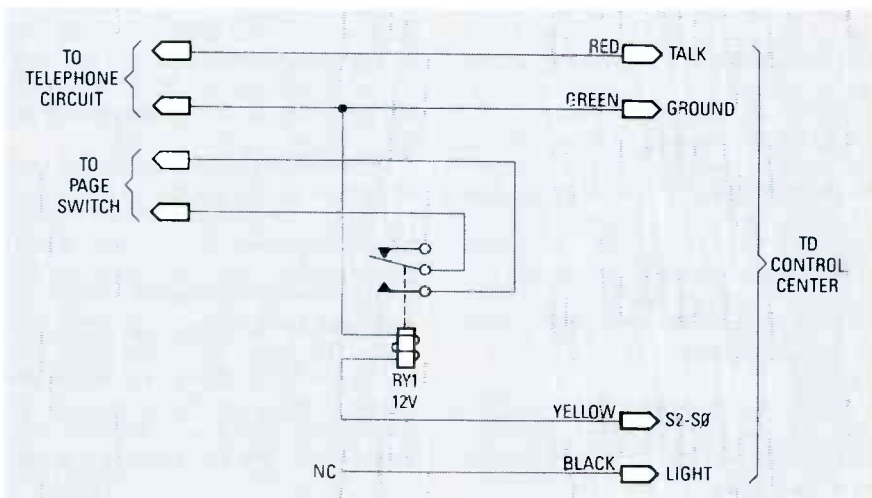 TO
TELEPHONE
CIRCUIT
RED
TALK
GREEN
GROUND
TO
PAGE
SWITCH
TO
CONTROL
CENTER
RY1
12V
YELLOW
S2-SØ
NC
BLACK
LIGHT